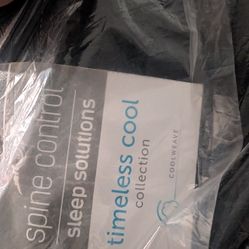 spine control
sleep solutions
timeless cool
collection
COOLWEAVE